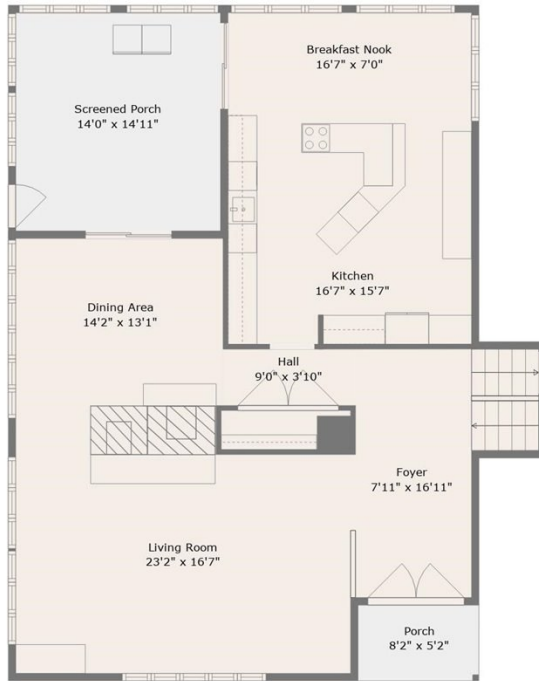 Breakfast Nook
16'7" x 7'0"
Screened Porch
14'0" x 14'11"
Kitchen
16'7" x 15'7"
Dining Area
14'2" x 13'1"
Hall
9'0" x 3'10"
Foyer
7'11" x 16'11"
Living Room
23'2" x 16'7"
Porch
8'2" x 5'2"